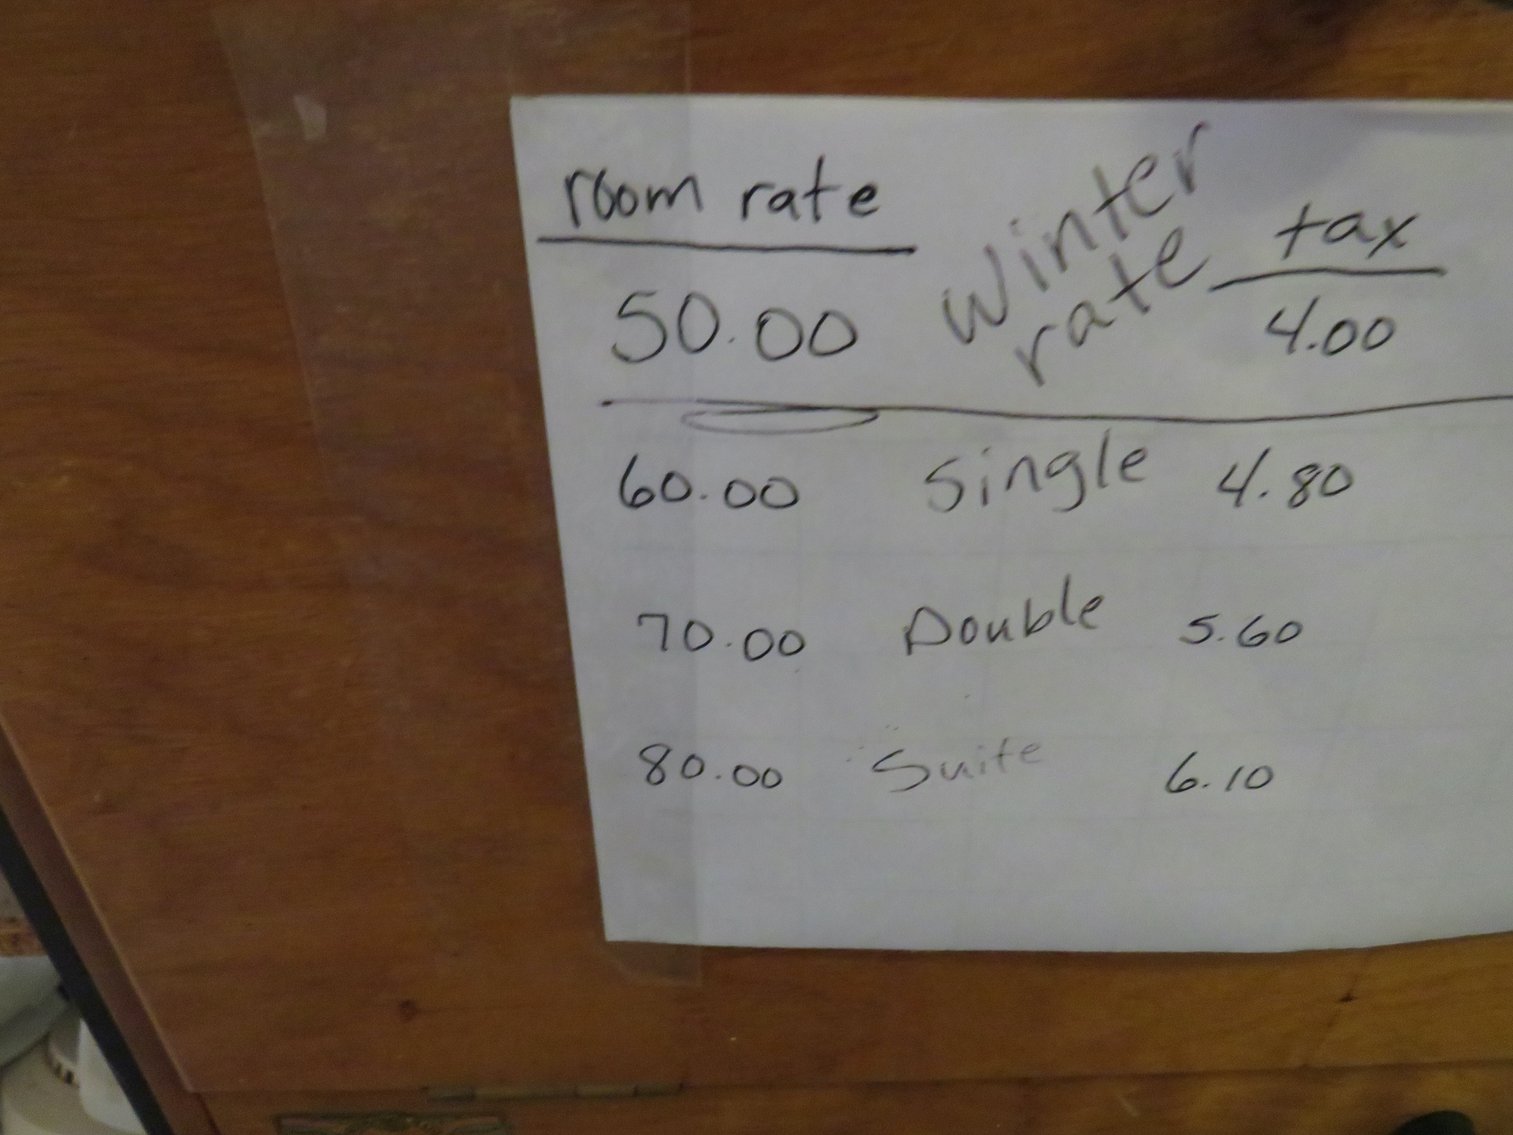 room rate
Winter rate
tax
50.00
4.00
60.00 Single 4.80
70.00 Double 5.60
80.00 Suite 6.10